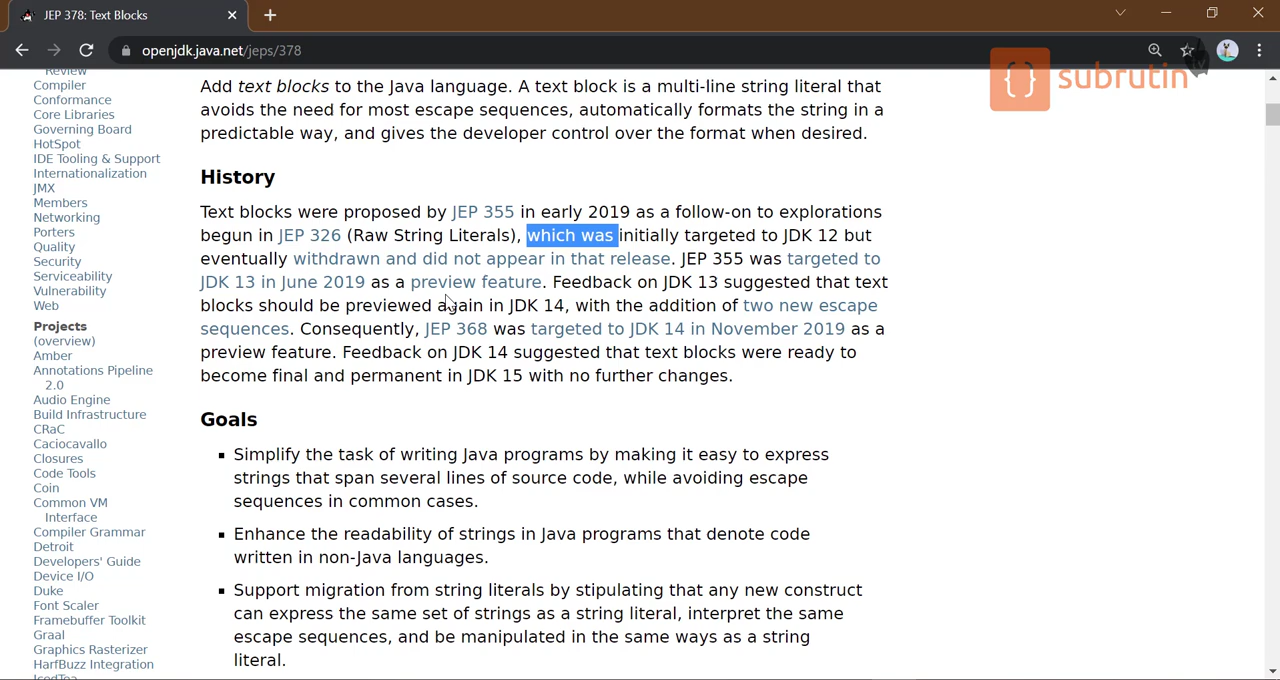 JEP 378: Text Blocks
openjdk.java.net/jeps/378
subrutin
Review
Compiler
Conformance
Core Libraries
Governing Board
HotSpot
IDE Tooling & Support
Internationalization
JMX
Members
Networking
Porters
Quality
Security
Serviceability
Vulnerability
Web
Projects
(overview)
Amber
Annotations Pipeline
2.0
Audio Engine
Build Infrastructure
CRaC
Caciocavallo
Closures
Code Tools
Coin
Common VM
Interface
Compiler Grammar
Detroit
Developers' Guide
Device I/O
Duke
Font Scaler
Framebuffer Toolkit
Graal
Graphics Rasterizer
HarfBuzz Integration
IcedTea
Add text blocks to the Java language. A text block is a multi-line string literal that
avoids the need for most escape sequences, automatically formats the string in a
predictable way, and gives the developer control over the format when desired.
History
Text blocks were proposed by JEP 355 in early 2019 as a follow-on to explorations
begun in JEP 326 (Raw String Literals), which was initially targeted to JDK 12 but
eventually withdrawn and did not appear in that release. JEP 355 was targeted to
JDK 13 in June 2019 as a preview feature. Feedback on JDK 13 suggested that text
blocks should be previewed again in JDK 14, with the addition of two new escape
sequences. Consequently, JEP 368 was targeted to JDK 14 in November 2019 as a
preview feature. Feedback on JDK 14 suggested that text blocks were ready to
become final and permanent in JDK 15 with no further changes.
Goals
Simplify the task of writing Java programs by making it easy to express
strings that span several lines of source code, while avoiding escape
sequences in common cases.
Enhance the readability of strings in Java programs that denote code
written in non-Java languages.
Support migration from string literals by stipulating that any new construct
can express the same set of strings as a string literal, interpret the same
escape sequences, and be manipulated in the same ways as a string
literal.